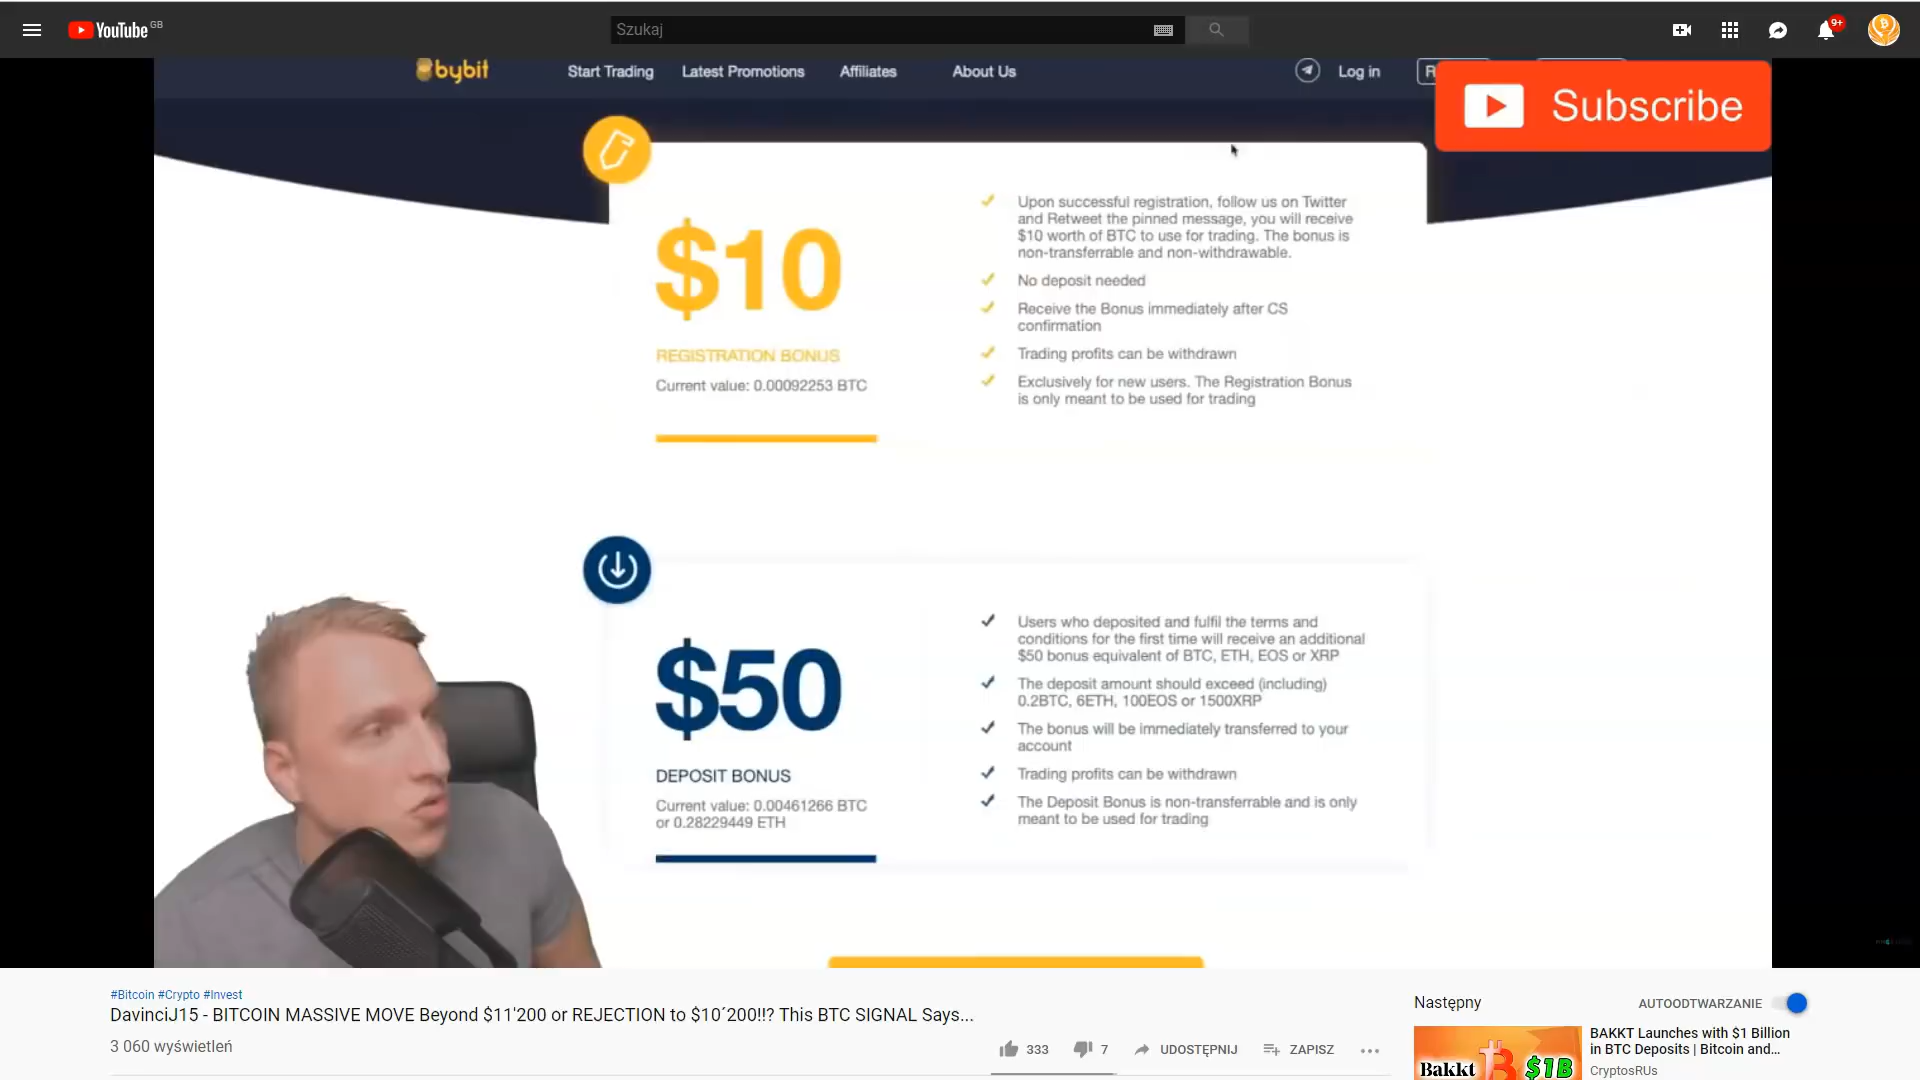 YouTube GB
Szukaj
9+
bybit
Start Trading
Latest Promotions
Affiliates
About Us
Log in
Subscribe
$10
REGISTRATION BONUS
Current value: 0.00092253 BTC
Upon successful registration, follow us on Twitter
and Retweet the pinned message, you will receive
$10 worth of BTC to use for trading. The bonus is
non-transferrable and non-withdrawable.
No deposit needed
Receive the Bonus immediately after CS
confirmation
Trading profits can be withdrawn
Exclusively for new users. The Registration Bonus
is only meant to be used for trading
$50
DEPOSIT BONUS
Current value: 0.00461266 BTC
or 0.28229449 ETH
Users who deposited and fulfil the terms and
conditions for the first time will receive an additional
$50 bonus equivalent of BTC, ETH, EOS or XRP
The deposit amount should exceed (including)
0.2BTC, 6ETH, 100EOS or 1500XRP
The bonus will be immediately transferred to your
account
Trading profits can be withdrawn
The Deposit Bonus is non-transferrable and is only
meant to be used for trading
#Bitcoin #Crypto #Invest
DavinciJ15 - BITCOIN MASSIVE MOVE Beyond $11'200 or REJECTION to $10´200!!? This BTC SIGNAL Says...
3 060 wyświetleń
333
7
UDOSTĘPNIJ
ZAPISZ
Następny
AUTOODTWARZANIE
Bakkt $1B
BAKKT Launches with $1 Billion
in BTC Deposits | Bitcoin and...
CryptosRUs